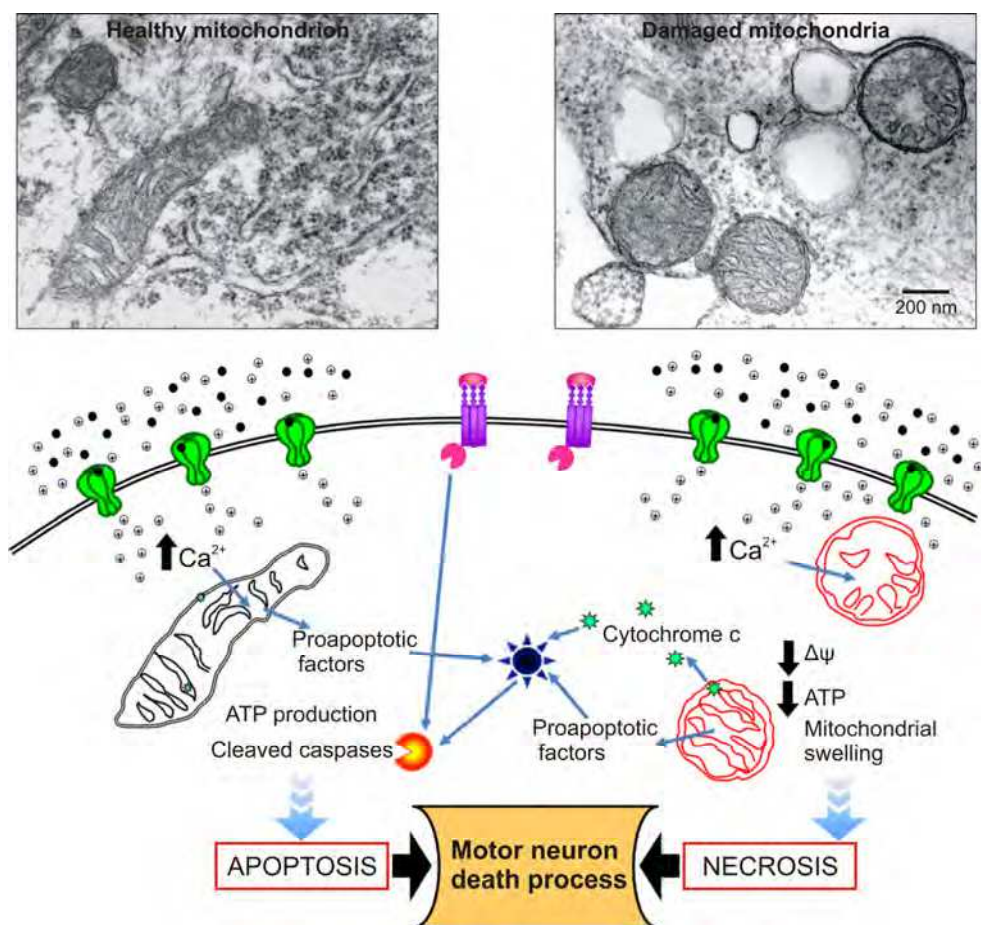 Healthy mitochondrion
Damaged mitochondria
200 nm
Ca²⁺
Ca²⁺
Proapoptotic
factors
Cytochrome c
Δψ
ATP
Mitochondrial
swelling
ATP production
Cleaved caspases
Proapoptotic
factors
APOPTOSIS
Motor neuron
death process
NECROSIS